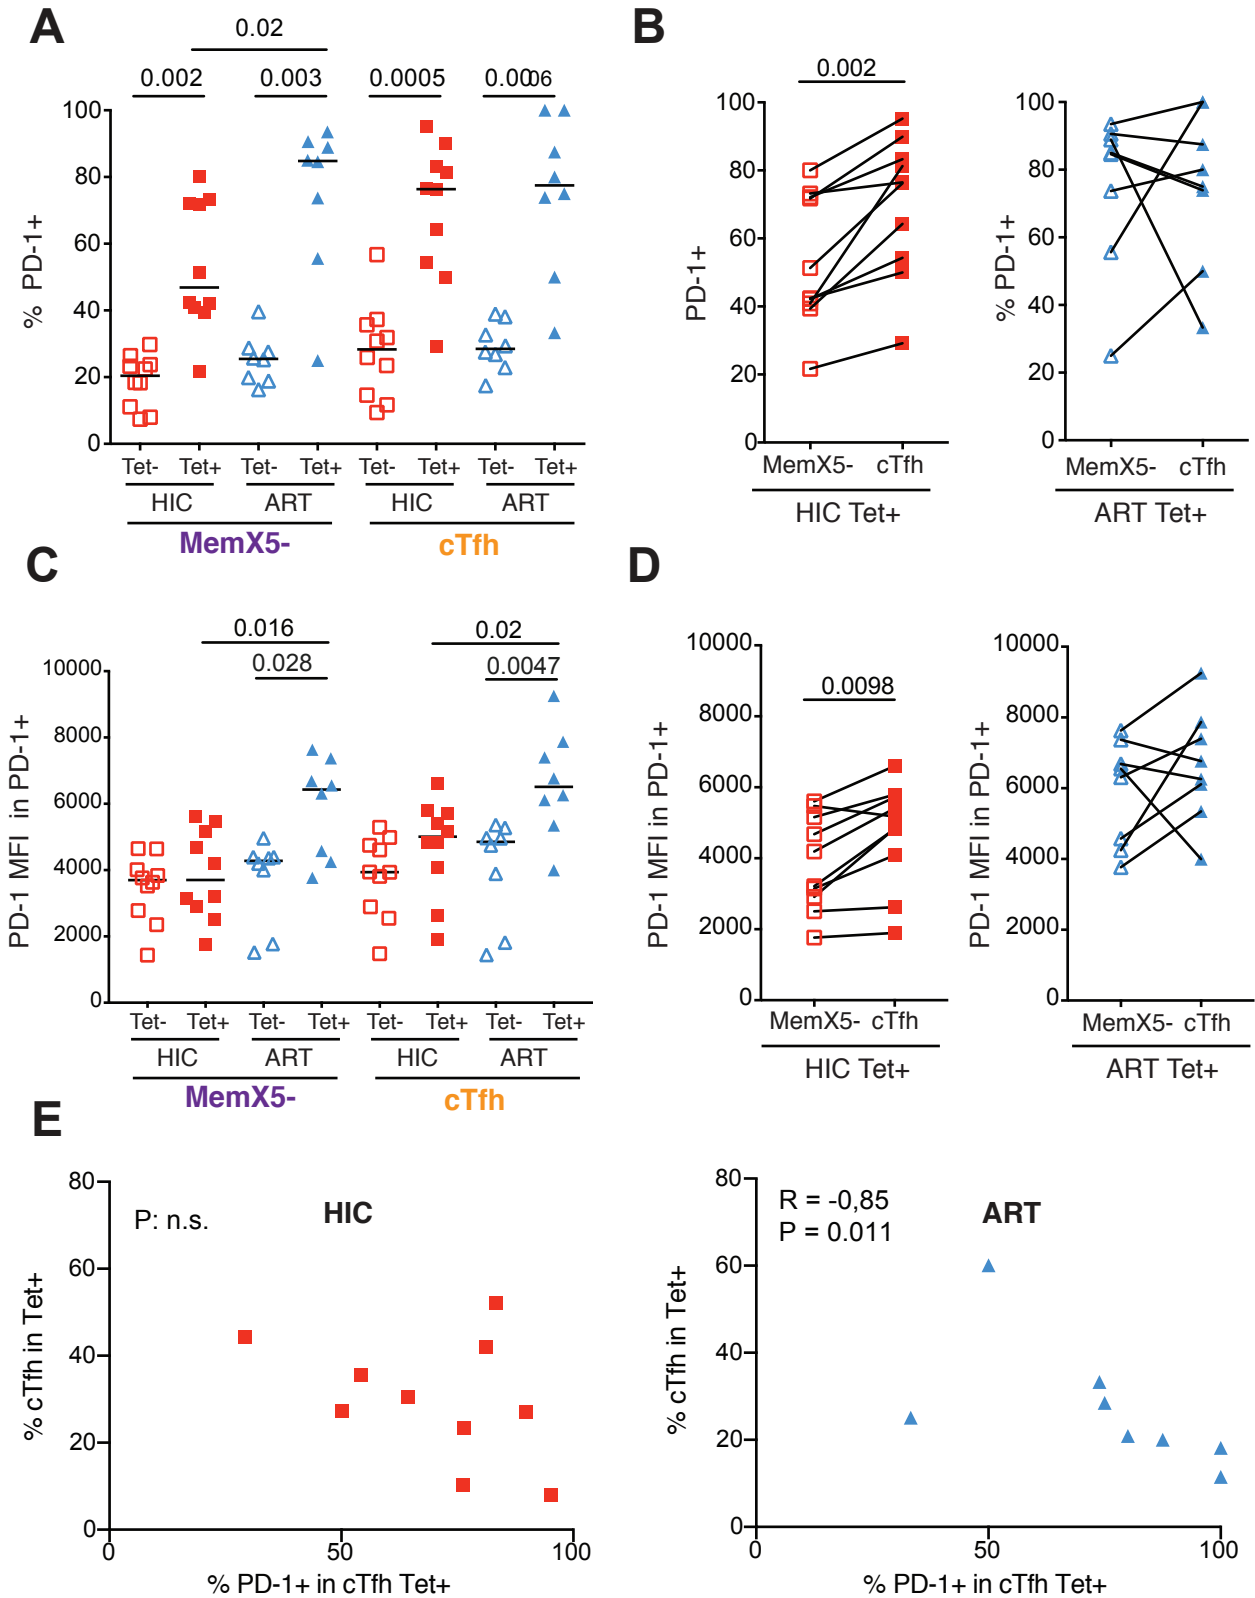 A
0.02
0.002
0.003
0.0005
0.0006
% PD-1+
100
80
60
40
20
0
Tet- Tet+ Tet- Tet+ Tet- Tet+ Tet- Tet+
HIC ART HIC ART
MemX5- cTfh
B
0.002
PD-1+
100
80
60
40
20
0
MemX5- cTfh
HIC Tet+
% PD-1+
100
80
60
40
20
0
MemX5- cTfh
ART Tet+
C
0.016
0.028
0.02
0.0047
PD-1 MFI in PD-1+
10000
8000
6000
4000
2000
0
Tet- Tet+ Tet- Tet+ Tet- Tet+ Tet- Tet+
HIC ART HIC ART
MemX5- cTfh
D
0.0098
PD-1 MFI in PD-1+
10000
8000
6000
4000
2000
0
MemX5- cTfh
HIC Tet+
PD-1 MFI in PD-1+
10000
8000
6000
4000
2000
0
MemX5- cTfh
ART Tet+
E
P: n.s.
HIC
% cTfh in Tet+
80
60
40
20
0
0 50 100
% PD-1+ in cTfh Tet+
R = -0,85
P = 0.011
ART
% cTfh in Tet+
80
60
40
20
0
0 50 100
% PD-1+ in cTfh Tet+